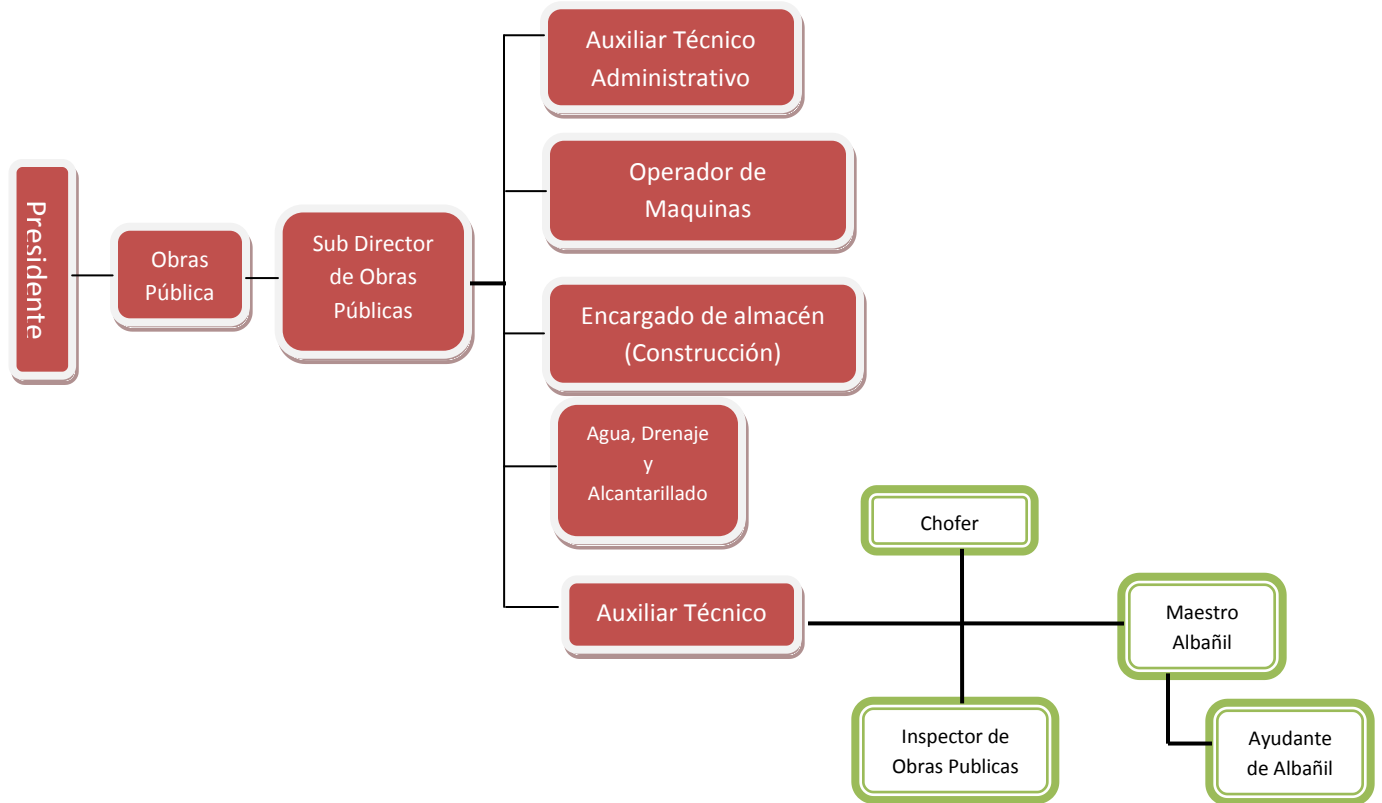 Presidente
Obras
Pública
Sub Director
de Obras
Públicas
Auxiliar Técnico
Administrativo
Operador de
Maquinas
Encargado de almacén
(Construcción)
Agua, Drenaje
y
Alcantarillado
Auxiliar Técnico
Chofer
Maestro
Albañil
Inspector de
Obras Publicas
Ayudante
de Albañil